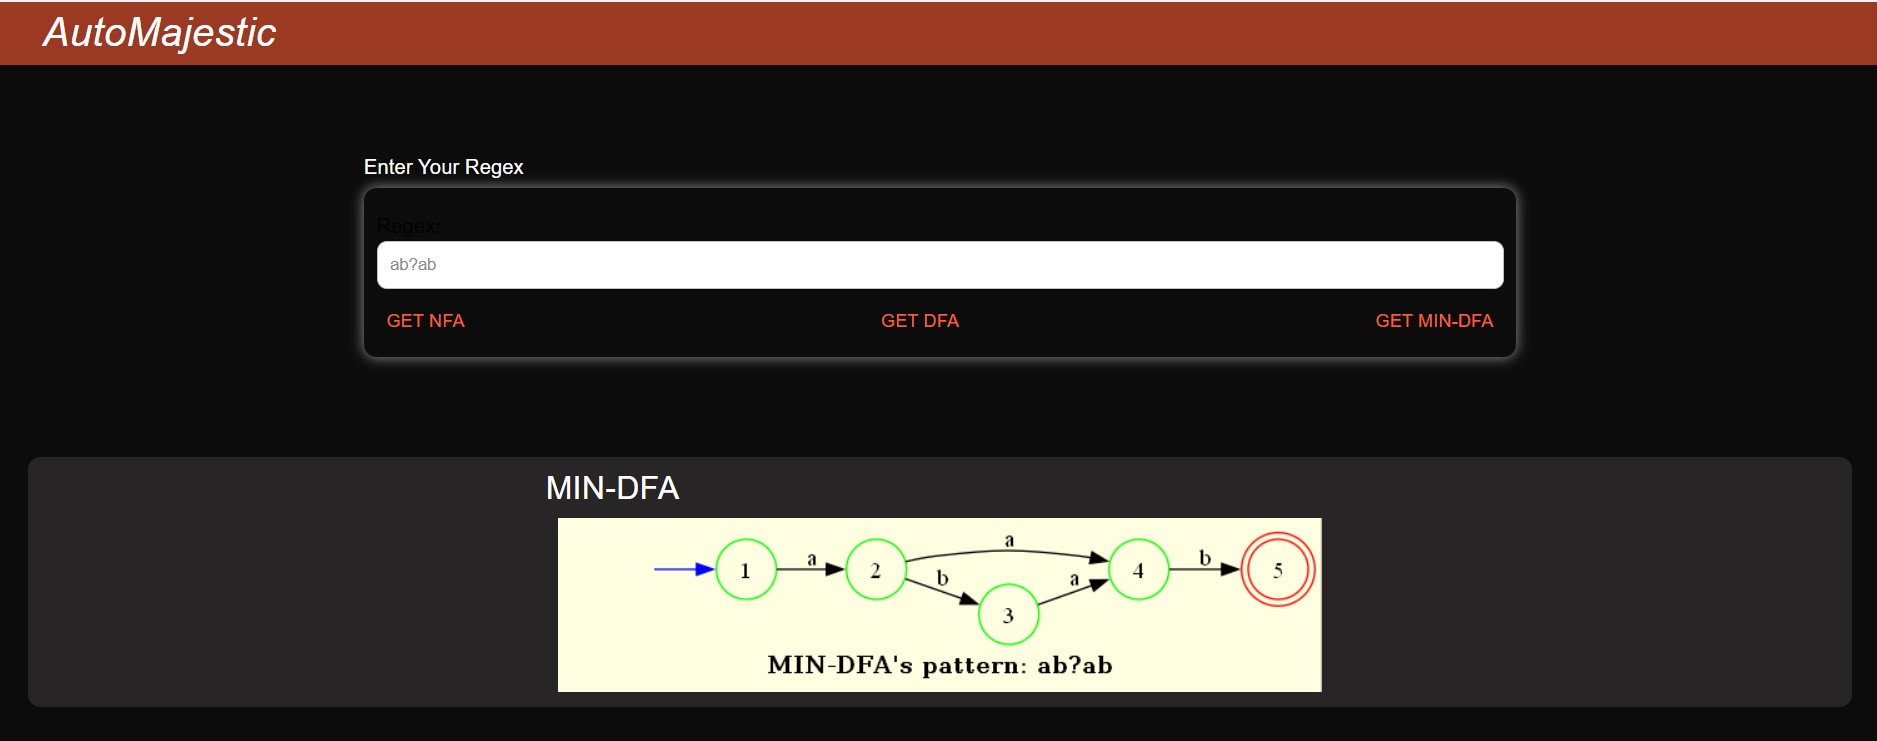 AutoMajestic
Enter Your Regex
Regex:
ab?ab
GET NFA GET DFA GET MIN-DFA
MIN-DFA
a
1 a 2 b a 4 b 5
3
MIN-DFA's pattern: ab?ab